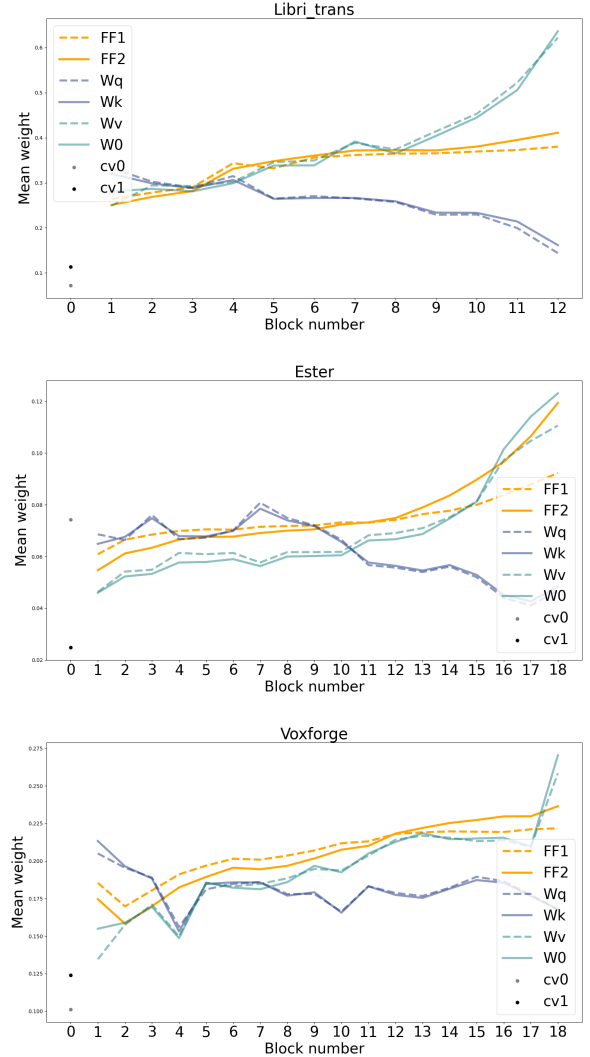 Libri_trans
Mean weight
0.6
0.5
0.4
0.3
0.2
0.1
FF1
FF2
Wq
Wk
Wv
W0
cv0
cv1
0 1 2 3 4 5 6 7 8 9 10 11 12
Block number
Ester
Mean weight
0.12
0.10
0.08
0.06
0.04
0.02
FF1
FF2
Wq
Wk
Wv
W0
cv0
cv1
0 1 2 3 4 5 6 7 8 9 10 11 12 13 14 15 16 17 18
Block number
Voxforge
Mean weight
0.275
0.250
0.225
0.200
0.175
0.150
0.125
0.100
FF1
FF2
Wq
Wk
Wv
W0
cv0
cv1
0 1 2 3 4 5 6 7 8 9 10 11 12 13 14 15 16 17 18
Block number